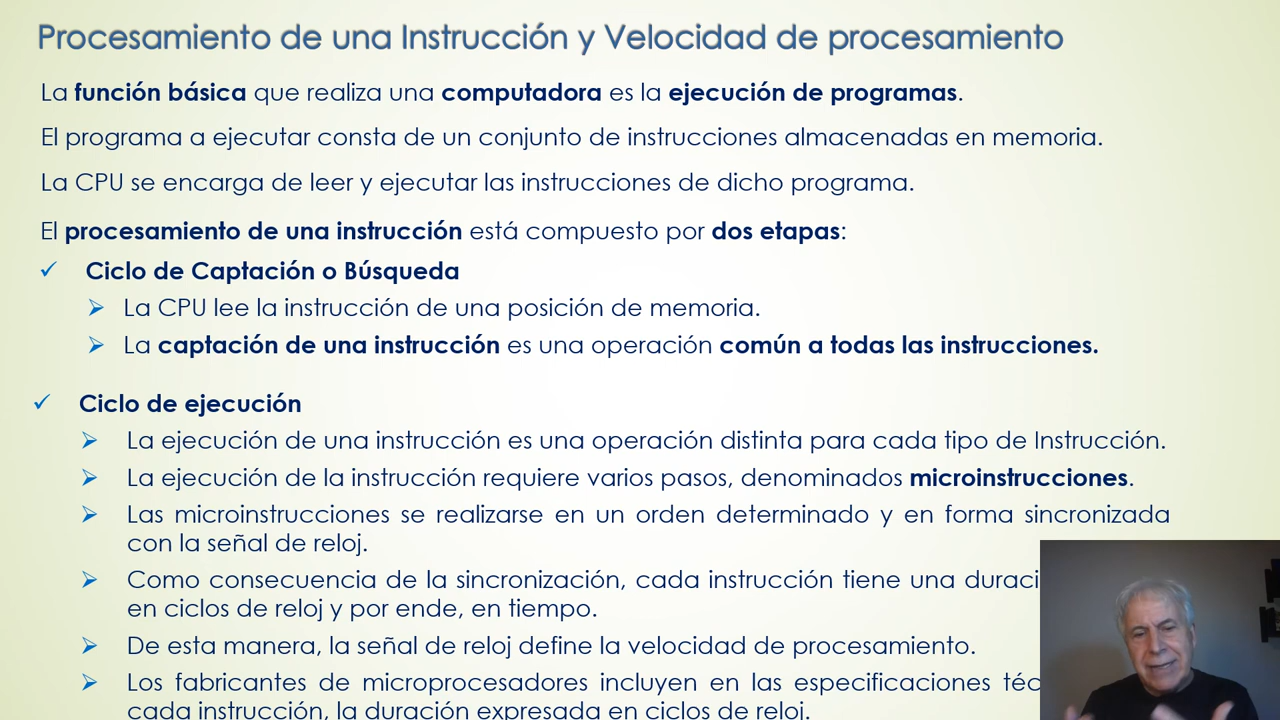 Procesamiento de una Instrucción y Velocidad de procesamiento
La función básica que realiza una computadora es la ejecución de programas.
El programa a ejecutar consta de un conjunto de instrucciones almacenadas en memoria.
La CPU se encarga de leer y ejecutar las instrucciones de dicho programa.
El procesamiento de una instrucción está compuesto por dos etapas:
✓ Ciclo de Captación o Búsqueda
➢ La CPU lee la instrucción de una posición de memoria.
➢ La captación de una instrucción es una operación común a todas las instrucciones.
✓ Ciclo de ejecución
➢ La ejecución de una instrucción es una operación distinta para cada tipo de Instrucción.
➢ La ejecución de la instrucción requiere varios pasos, denominados microinstrucciones.
➢ Las microinstrucciones se realizarse en un orden determinado y en forma sincronizada
con la señal de reloj.
➢ Como consecuencia de la sincronización, cada instrucción tiene una
en ciclos de reloj y por ende, en tiempo.
➢ De esta manera, la señal de reloj define la velocidad de procesamiento.
➢ Los fabricantes de microprocesadores incluyen en las especificaciones
cada instrucción, la duración expresada en ciclos de reloj.